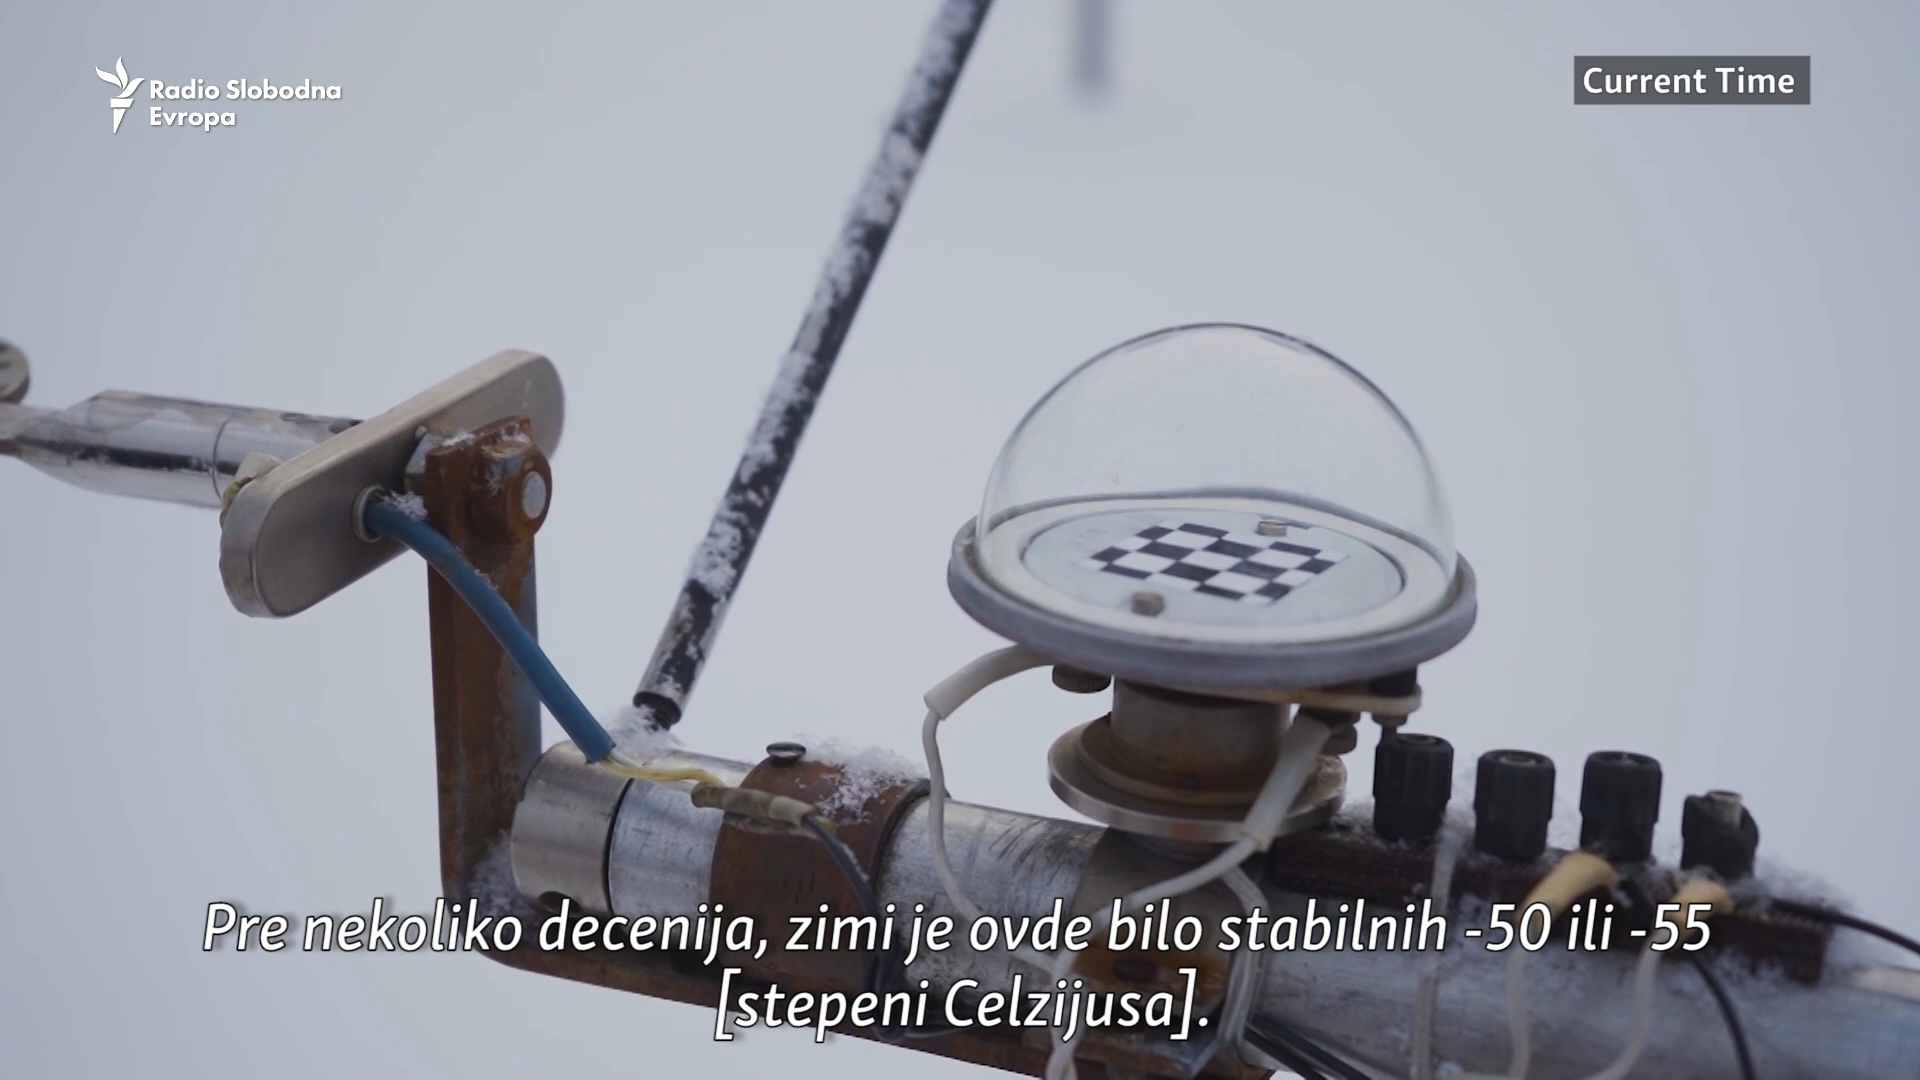 Radio Slobodna
Evropa
Current Time
Pre nekoliko decenija, zimi je ovde bilo stabilnih -50 ili -55
[stepeni Celzijusa].